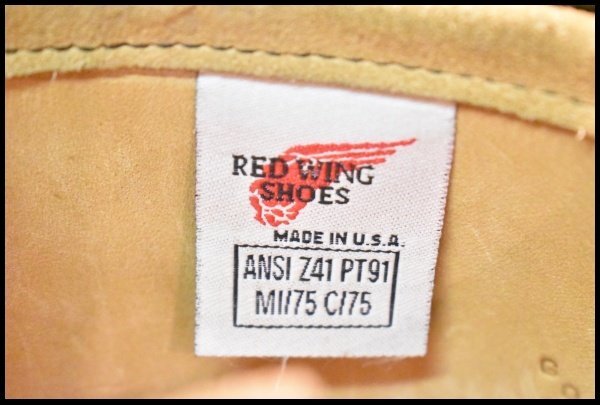 RED WING
SHOES
MADE IN U.S.A.
ANSI Z41 PT91
MI/75 C/75